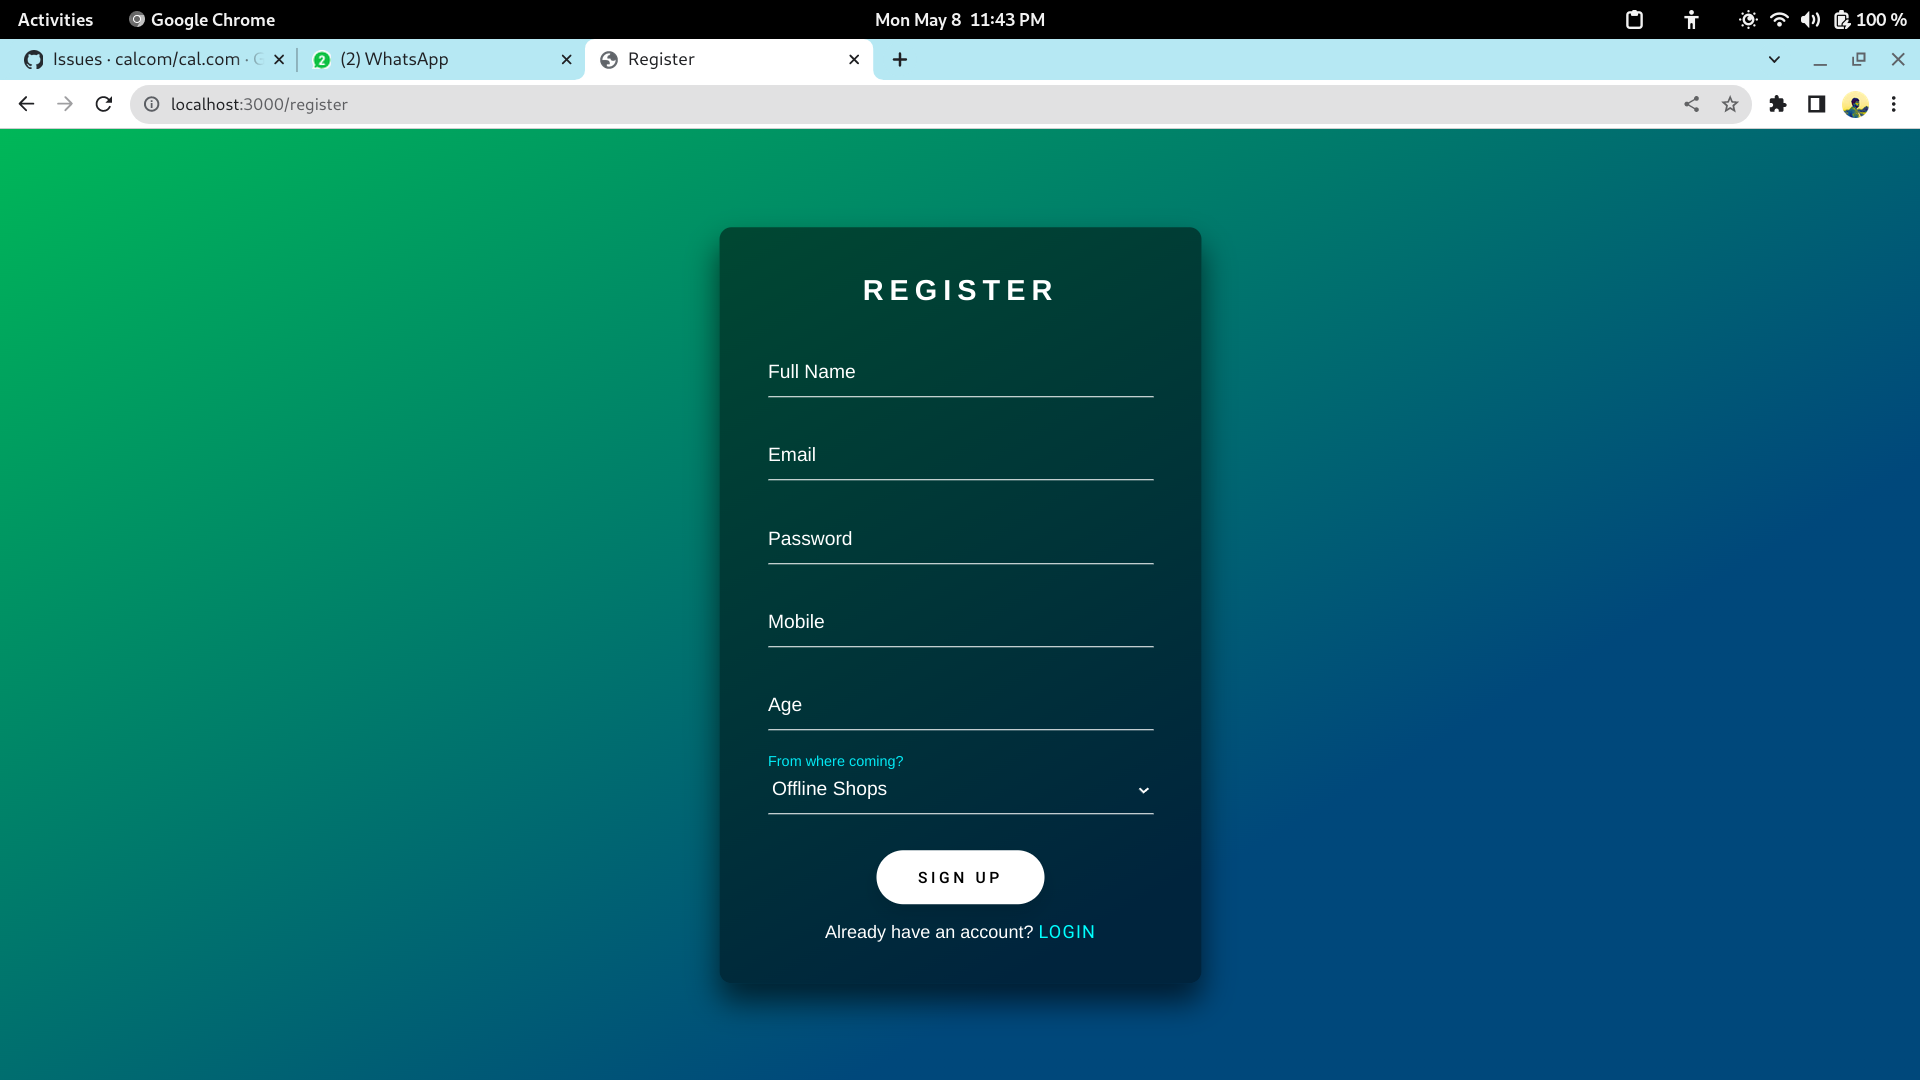 Activities Google Chrome Mon May 8 11:43 PM 100 %
Issues · calcom/cal.com · (2) WhatsApp Register
localhost:3000/register
REGISTER
Full Name
Email
Password
Mobile
Age
From where coming?
Offline Shops
SIGN UP
Already have an account? LOGIN